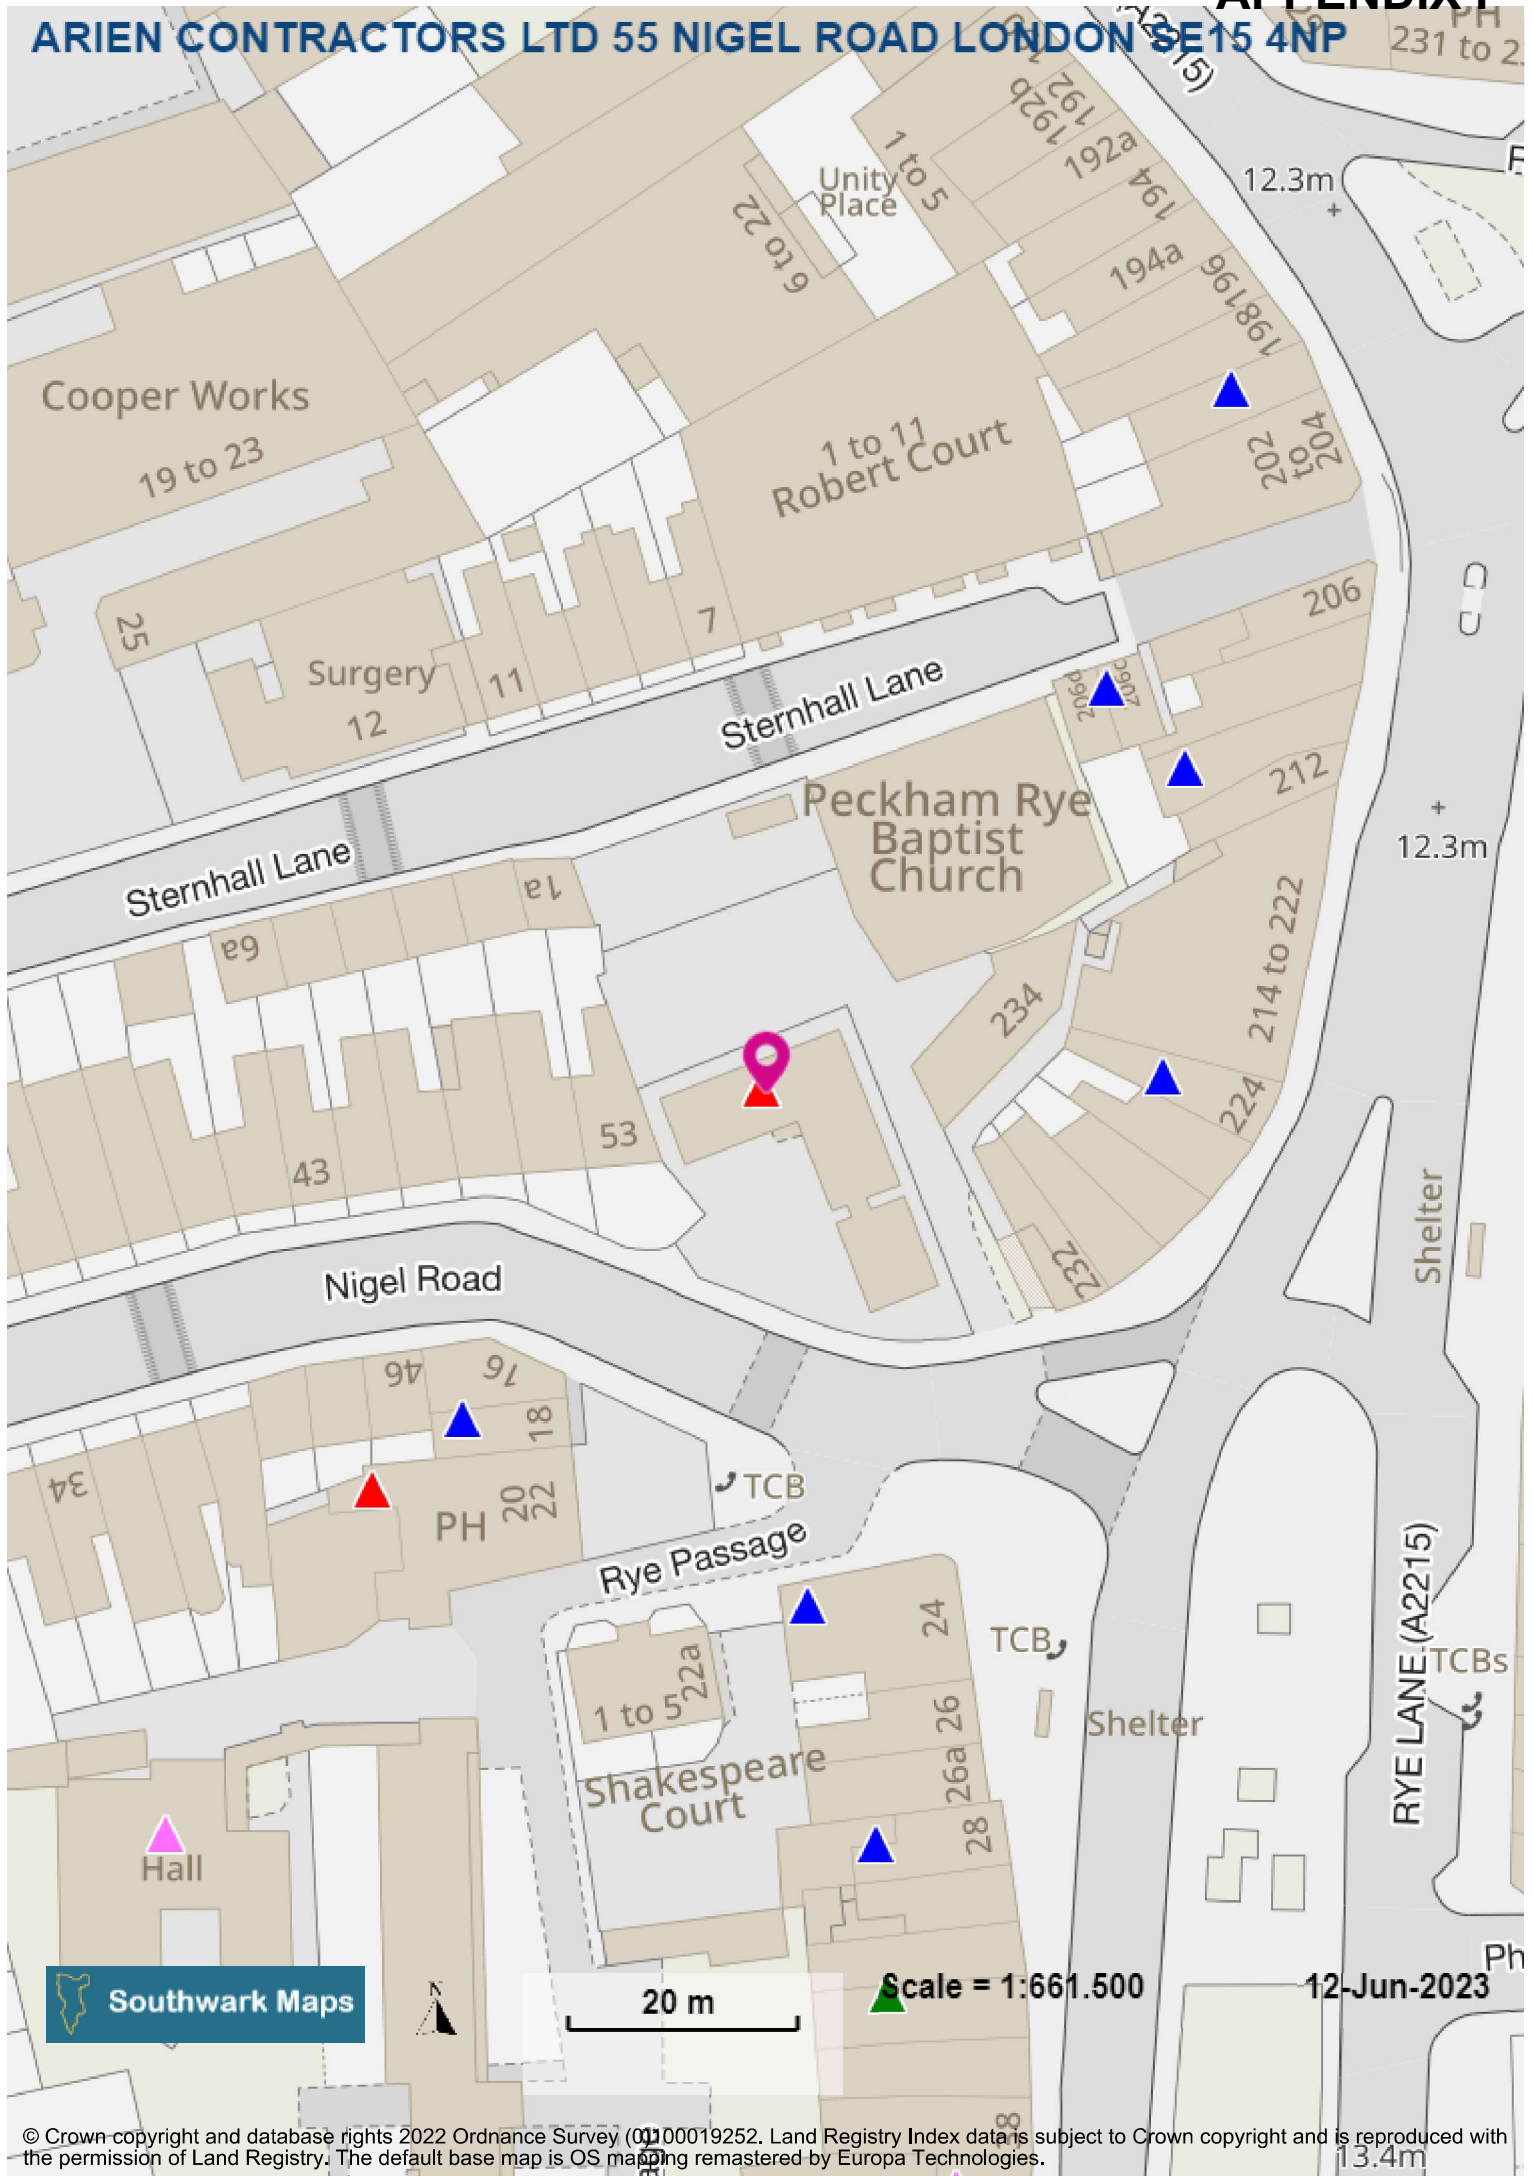 ARIEN CONTRACTORS LTD 55 NIGEL ROAD LONDON SE15 4NP
(A2215)
PH
192
192b
192a
1 to 5
Unity
Place
6 to 22
194
194a
196
198
12.3m
Cooper Works
19 to 23
1 to 11
Robert Court
202
to
204
25
Surgery
12
11
7
206
Sternhall Lane
206d
212
Peckham Rye
Baptist
Church
12.3m
Sternhall Lane
1a
6a
214 to 222
234
224
53
43
232
Shelter
Nigel Road
46
16
18
34
PH
20
22
TCB
Rye Passage
24
TCB
22a
1 to 5
26
26a
28
Shelter
RYE LANE (A2215)
TCBs
Shakespeare
Court
Hall
Southwark Maps
N
20 m
Scale = 1:661.500
12-Jun-2023
38
© Crown copyright and database rights 2022 Ordnance Survey (0)100019252. Land Registry Index data is subject to Crown copyright and is reproduced with
the permission of Land Registry. The default base map is OS mapping remastered by Europa Technologies.
13.4m